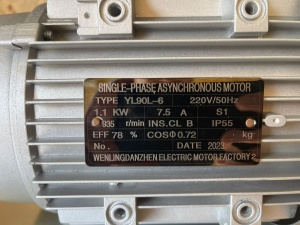 SINGLE-PHASE ASYNCHRONOUS MOTOR
TYPE YL90L-6 220V/50Hz
1.1 KW 7.5 A S1
935 r/min INS.CL B IP55
EFF 78 % COSΦ 0.72 kg
No. DATE 2023
WENLINGDANZHEN ELECTRIC MOTOR FACTORY